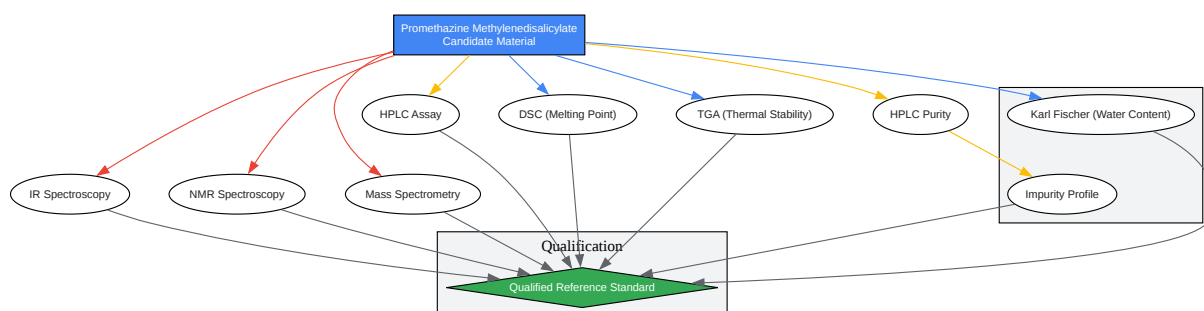 Promethazine Methylenedisalicylate
Candidate Material
HPLC Assay
DSC (Melting Point)
TGA (Thermal Stability)
HPLC Purity
Karl Fischer (Water Content)
IR Spectroscopy
NMR Spectroscopy
Mass Spectrometry
Impurity Profile
Qualification
Qualified Reference Standard